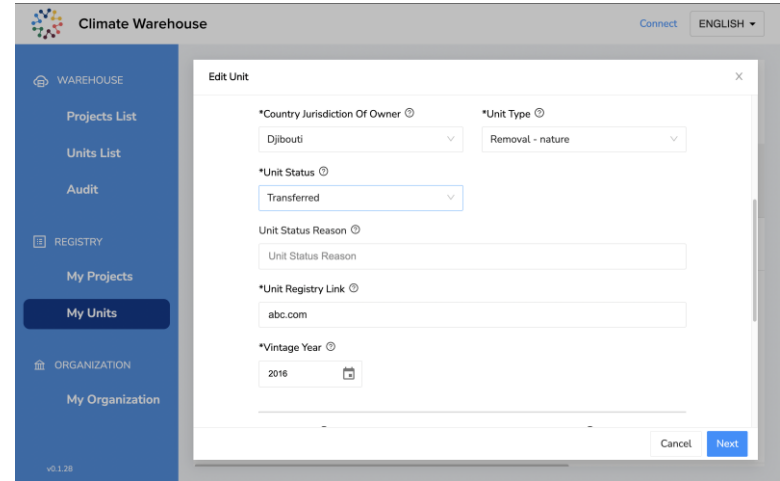 Climate Warehouse
Connect
ENGLISH
WAREHOUSE
Projects List
Units List
Audit
REGISTRY
My Projects
My Units
ORGANIZATION
My Organization
v0.1.28
Edit Unit
*Country Jurisdiction Of Owner
*Unit Type
Djibouti
Removal - nature
*Unit Status
Transferred
Unit Status Reason
Unit Status Reason
*Unit Registry Link
abc.com
*Vintage Year
2016
Cancel
Next